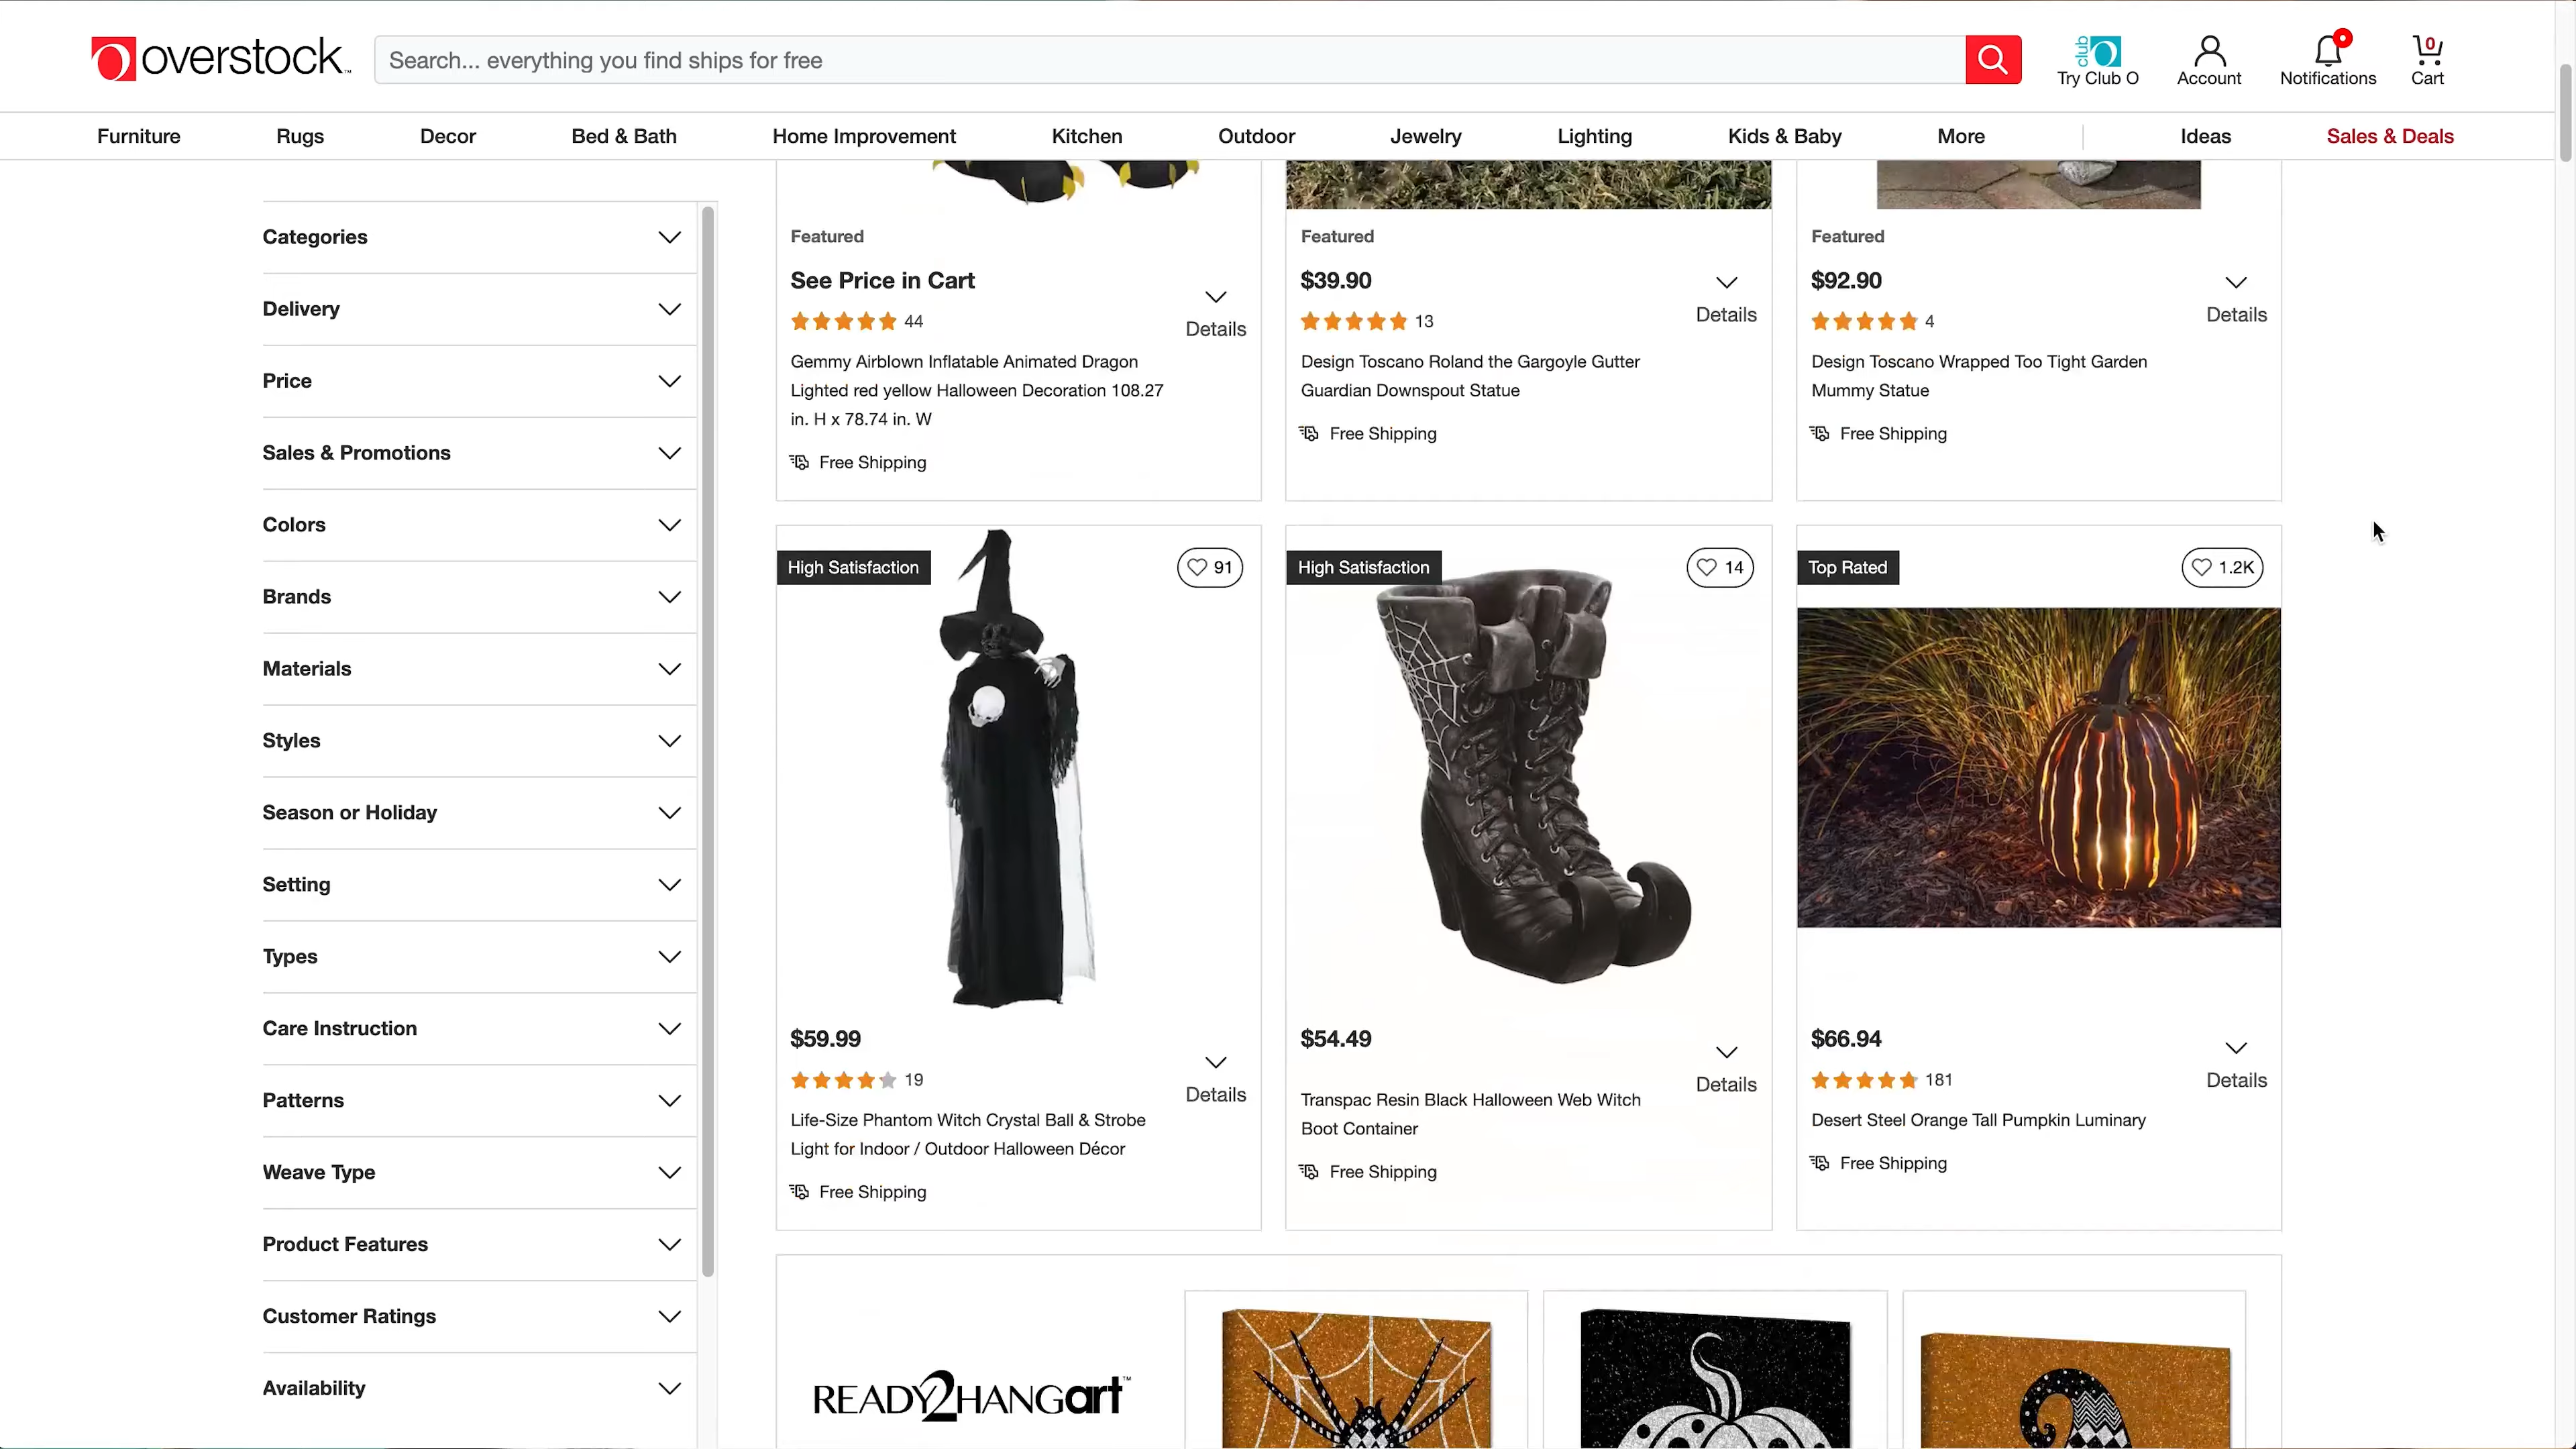 overstock™
Search... everything you find ships for free
Try Club O
Account
Notifications
0
Cart
club O
Furniture
Rugs
Decor
Bed & Bath
Home Improvement
Kitchen
Outdoor
Jewelry
Lighting
Kids & Baby
More
Ideas
Sales & Deals
Categories
Delivery
Price
Sales & Promotions
Colors
Brands
Materials
Styles
Season or Holiday
Setting
Types
Care Instruction
Patterns
Weave Type
Product Features
Customer Ratings
Availability
Featured
See Price in Cart
44
Details
Gemmy Airblown Inflatable Animated Dragon
Lighted red yellow Halloween Decoration 108.27
in. H x 78.74 in. W
Free Shipping
Featured
$39.90
13
Details
Design Toscano Roland the Gargoyle Gutter
Guardian Downspout Statue
Free Shipping
Featured
$92.90
4
Details
Design Toscano Wrapped Too Tight Garden
Mummy Statue
Free Shipping
High Satisfaction
91
$59.99
19
Details
Life-Size Phantom Witch Crystal Ball & Strobe
Light for Indoor / Outdoor Halloween Décor
Free Shipping
High Satisfaction
14
$54.49
Details
Transpac Resin Black Halloween Web Witch
Boot Container
Free Shipping
Top Rated
1.2K
$66.94
181
Details
Desert Steel Orange Tall Pumpkin Luminary
Free Shipping
READY2HANGart™